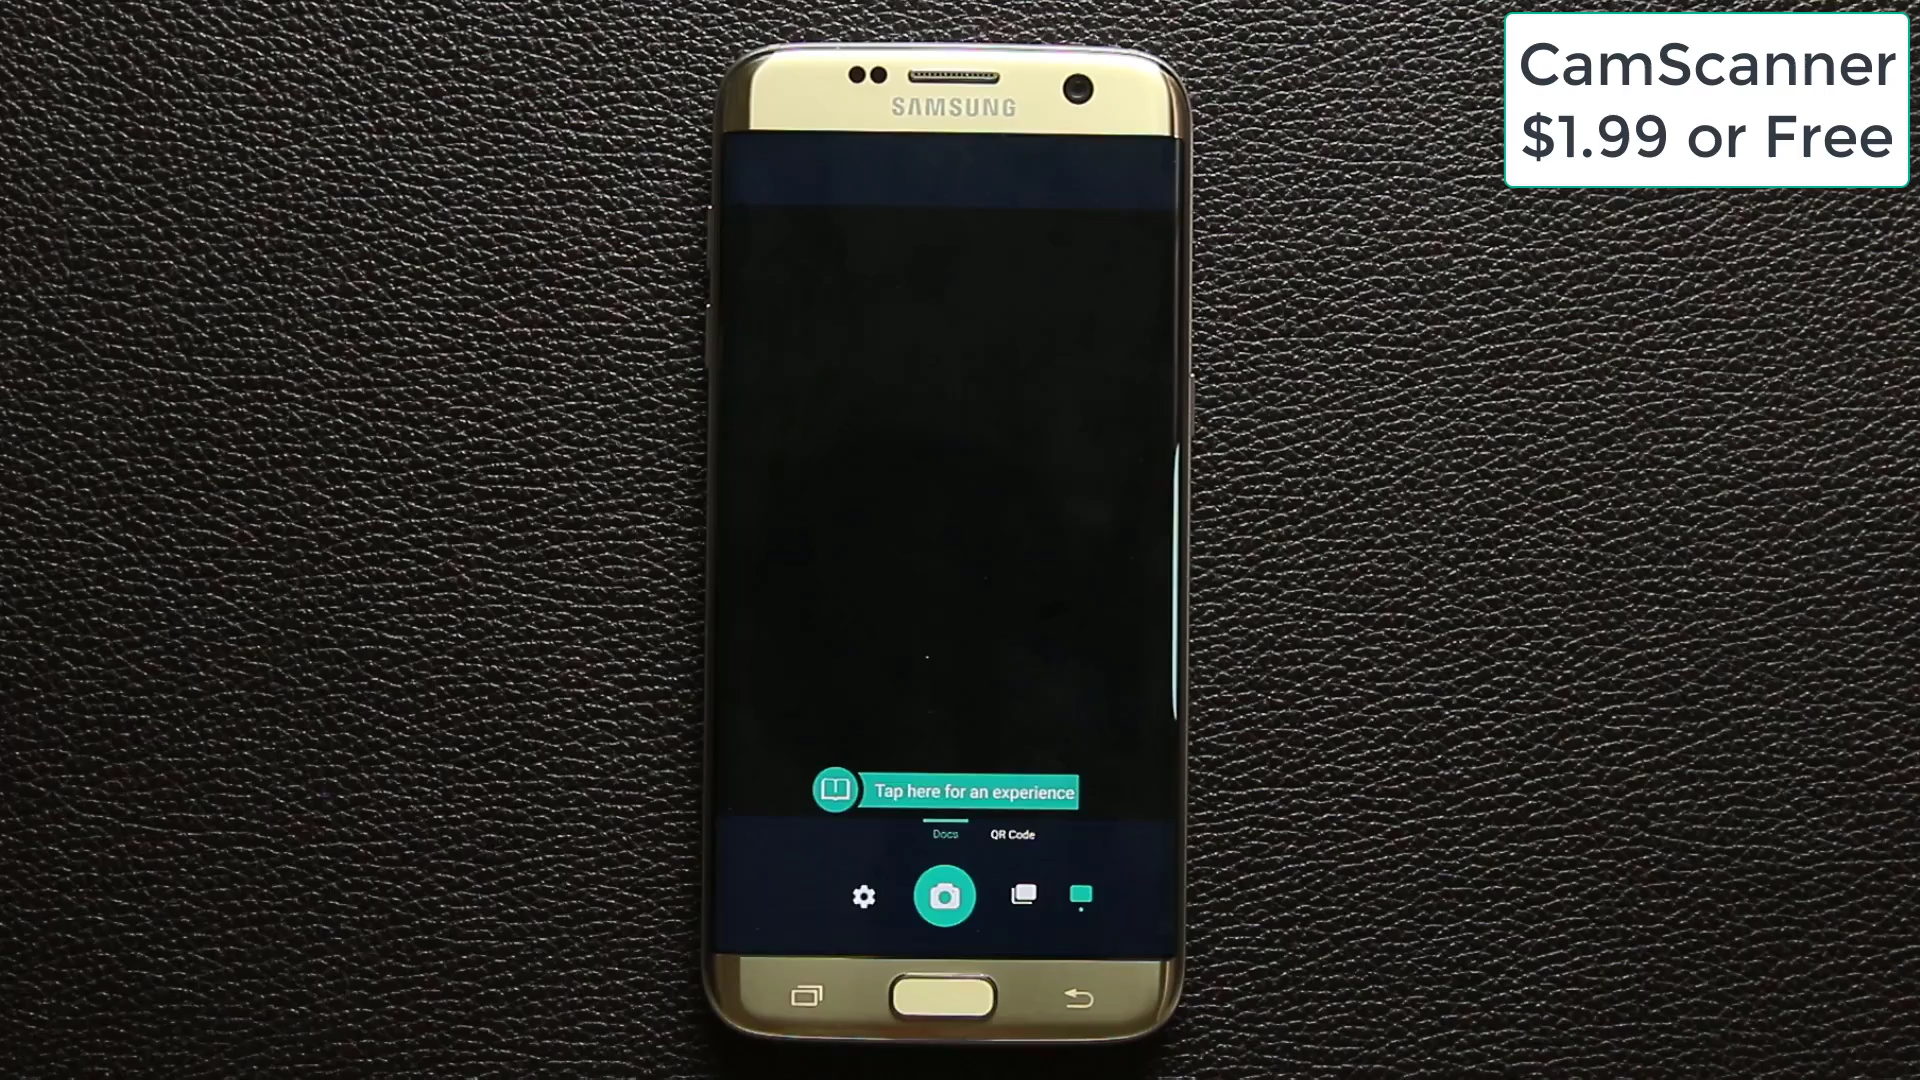 CamScanner
$1.99 or Free
SAMSUNG
Tap here for an experience
Docs
QR Code